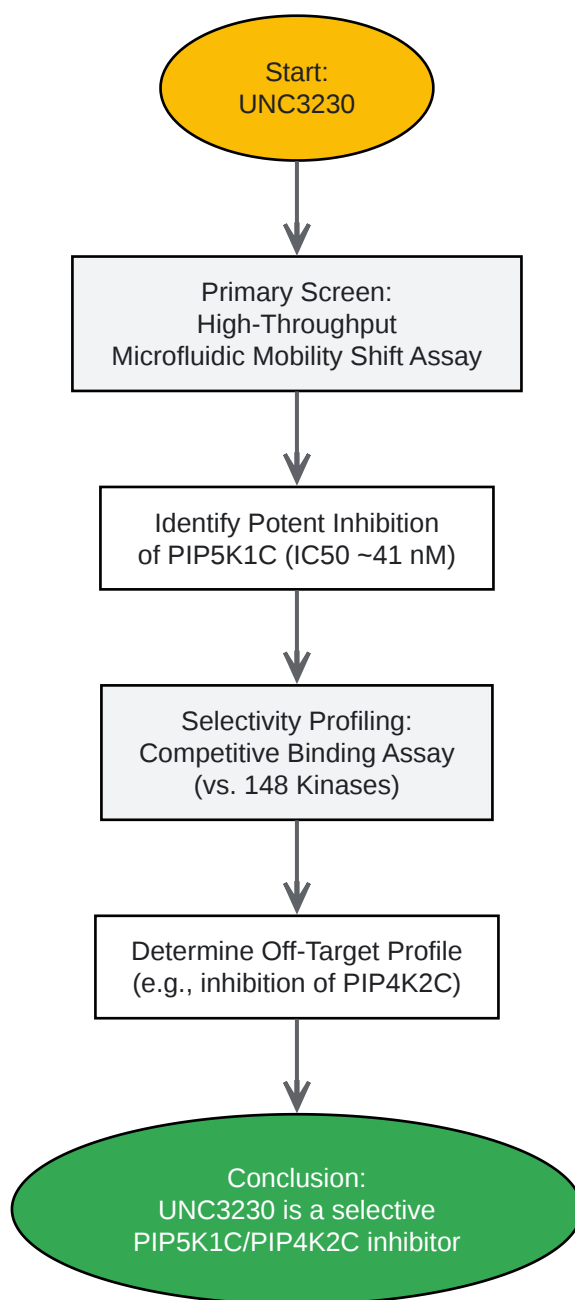 Start:
UNC3230
Primary Screen:
High-Throughput
Microfluidic Mobility Shift Assay
Identify Potent Inhibition
of PIP5K1C (IC50 ~41 nM)
Selectivity Profiling:
Competitive Binding Assay
(vs. 148 Kinases)
Determine Off-Target Profile
(e.g., inhibition of PIP4K2C)
Conclusion:
UNC3230 is a selective
PIP5K1C/PIP4K2C inhibitor